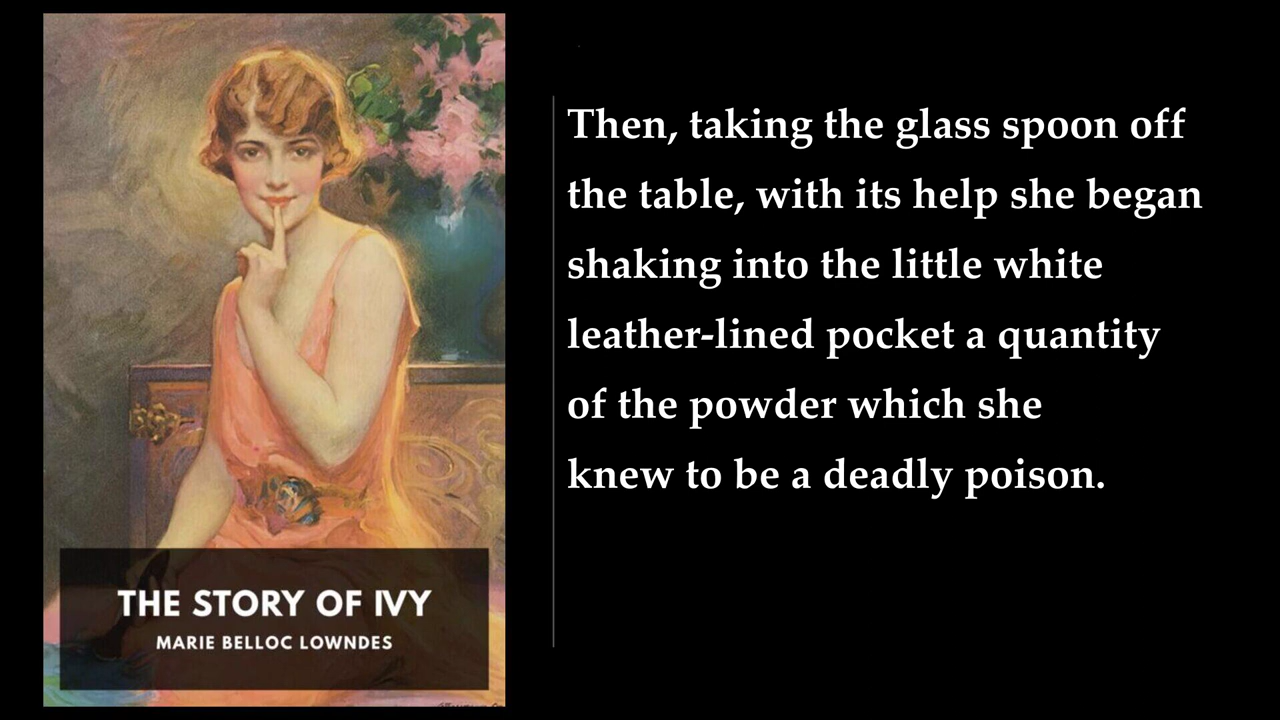 THE STORY OF IVY
MARIE BELLOC LOWNDES
Then, taking the glass spoon off
the table, with its help she began
shaking into the little white
leather-lined pocket a quantity
of the powder which she
knew to be a deadly poison.